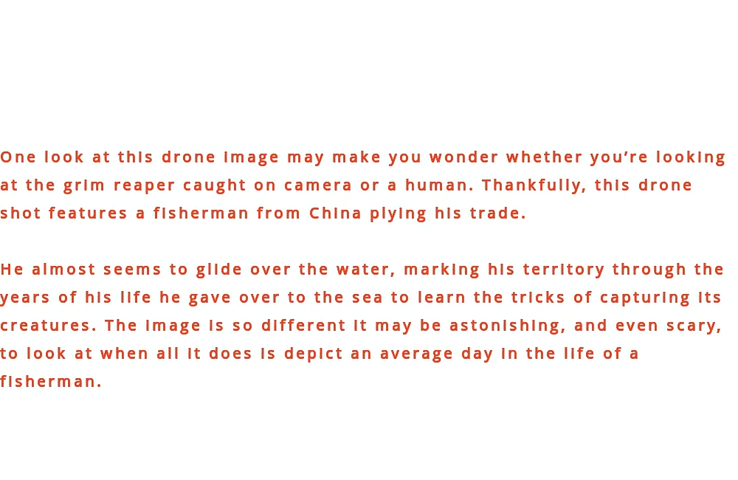 One look at this drone image may make you wonder whether you’re looking
at the grim reaper caught on camera or a human. Thankfully, this drone
shot features a fisherman from China plying his trade.
He almost seems to glide over the water, marking his territory through the
years of his life he gave over to the sea to learn the tricks of capturing its
creatures. The image is so different it may be astonishing, and even scary,
to look at when all it does is depict an average day in the life of a
fisherman.